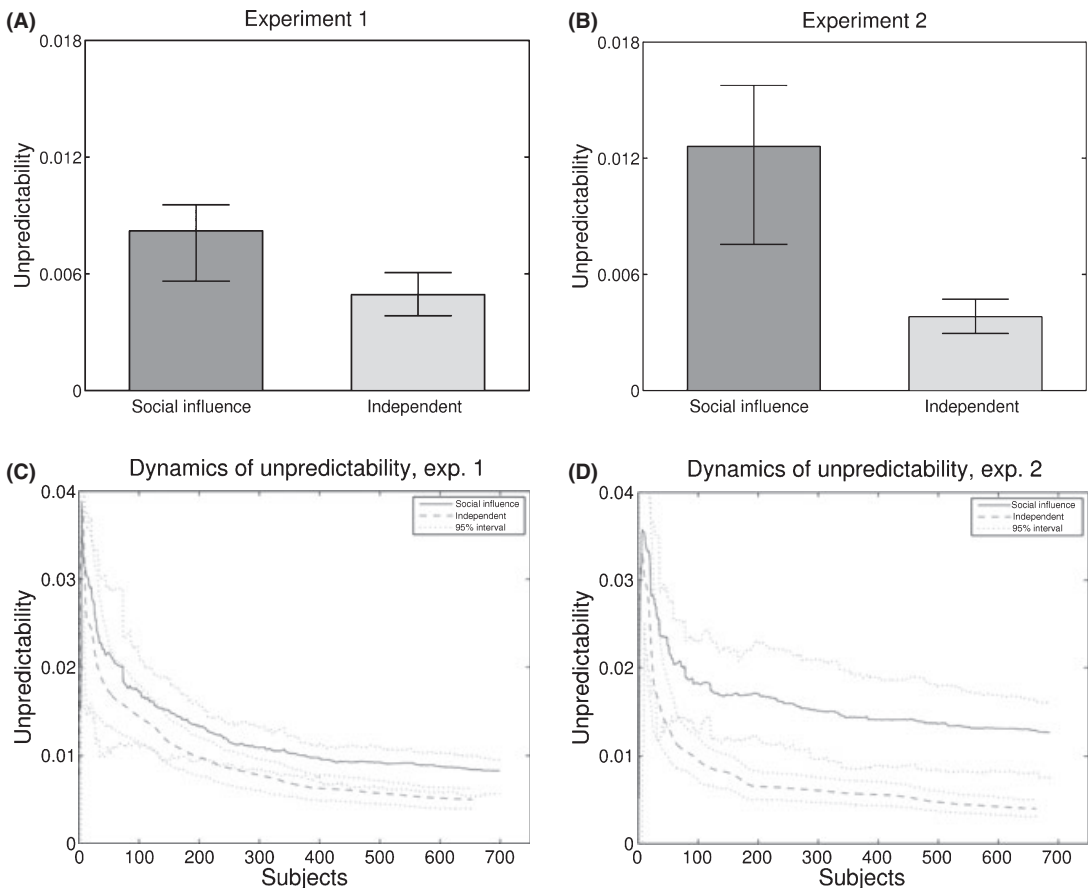 (A)
Experiment 1
Unpredictability
0.018
0.012
0.006
0
Social influence
Independent
(B)
Experiment 2
Unpredictability
0.018
0.012
0.006
0
Social influence
Independent
(C)
Dynamics of unpredictability, exp. 1
Unpredictability
0.04
0.03
0.02
0.01
0
Social influence
Independent
95% interval
0 100 200 300 400 500 600 700
Subjects
(D)
Dynamics of unpredictability, exp. 2
Unpredictability
0.04
0.03
0.02
0.01
0
Social influence
Independent
95% interval
0 100 200 300 400 500 600 700
Subjects